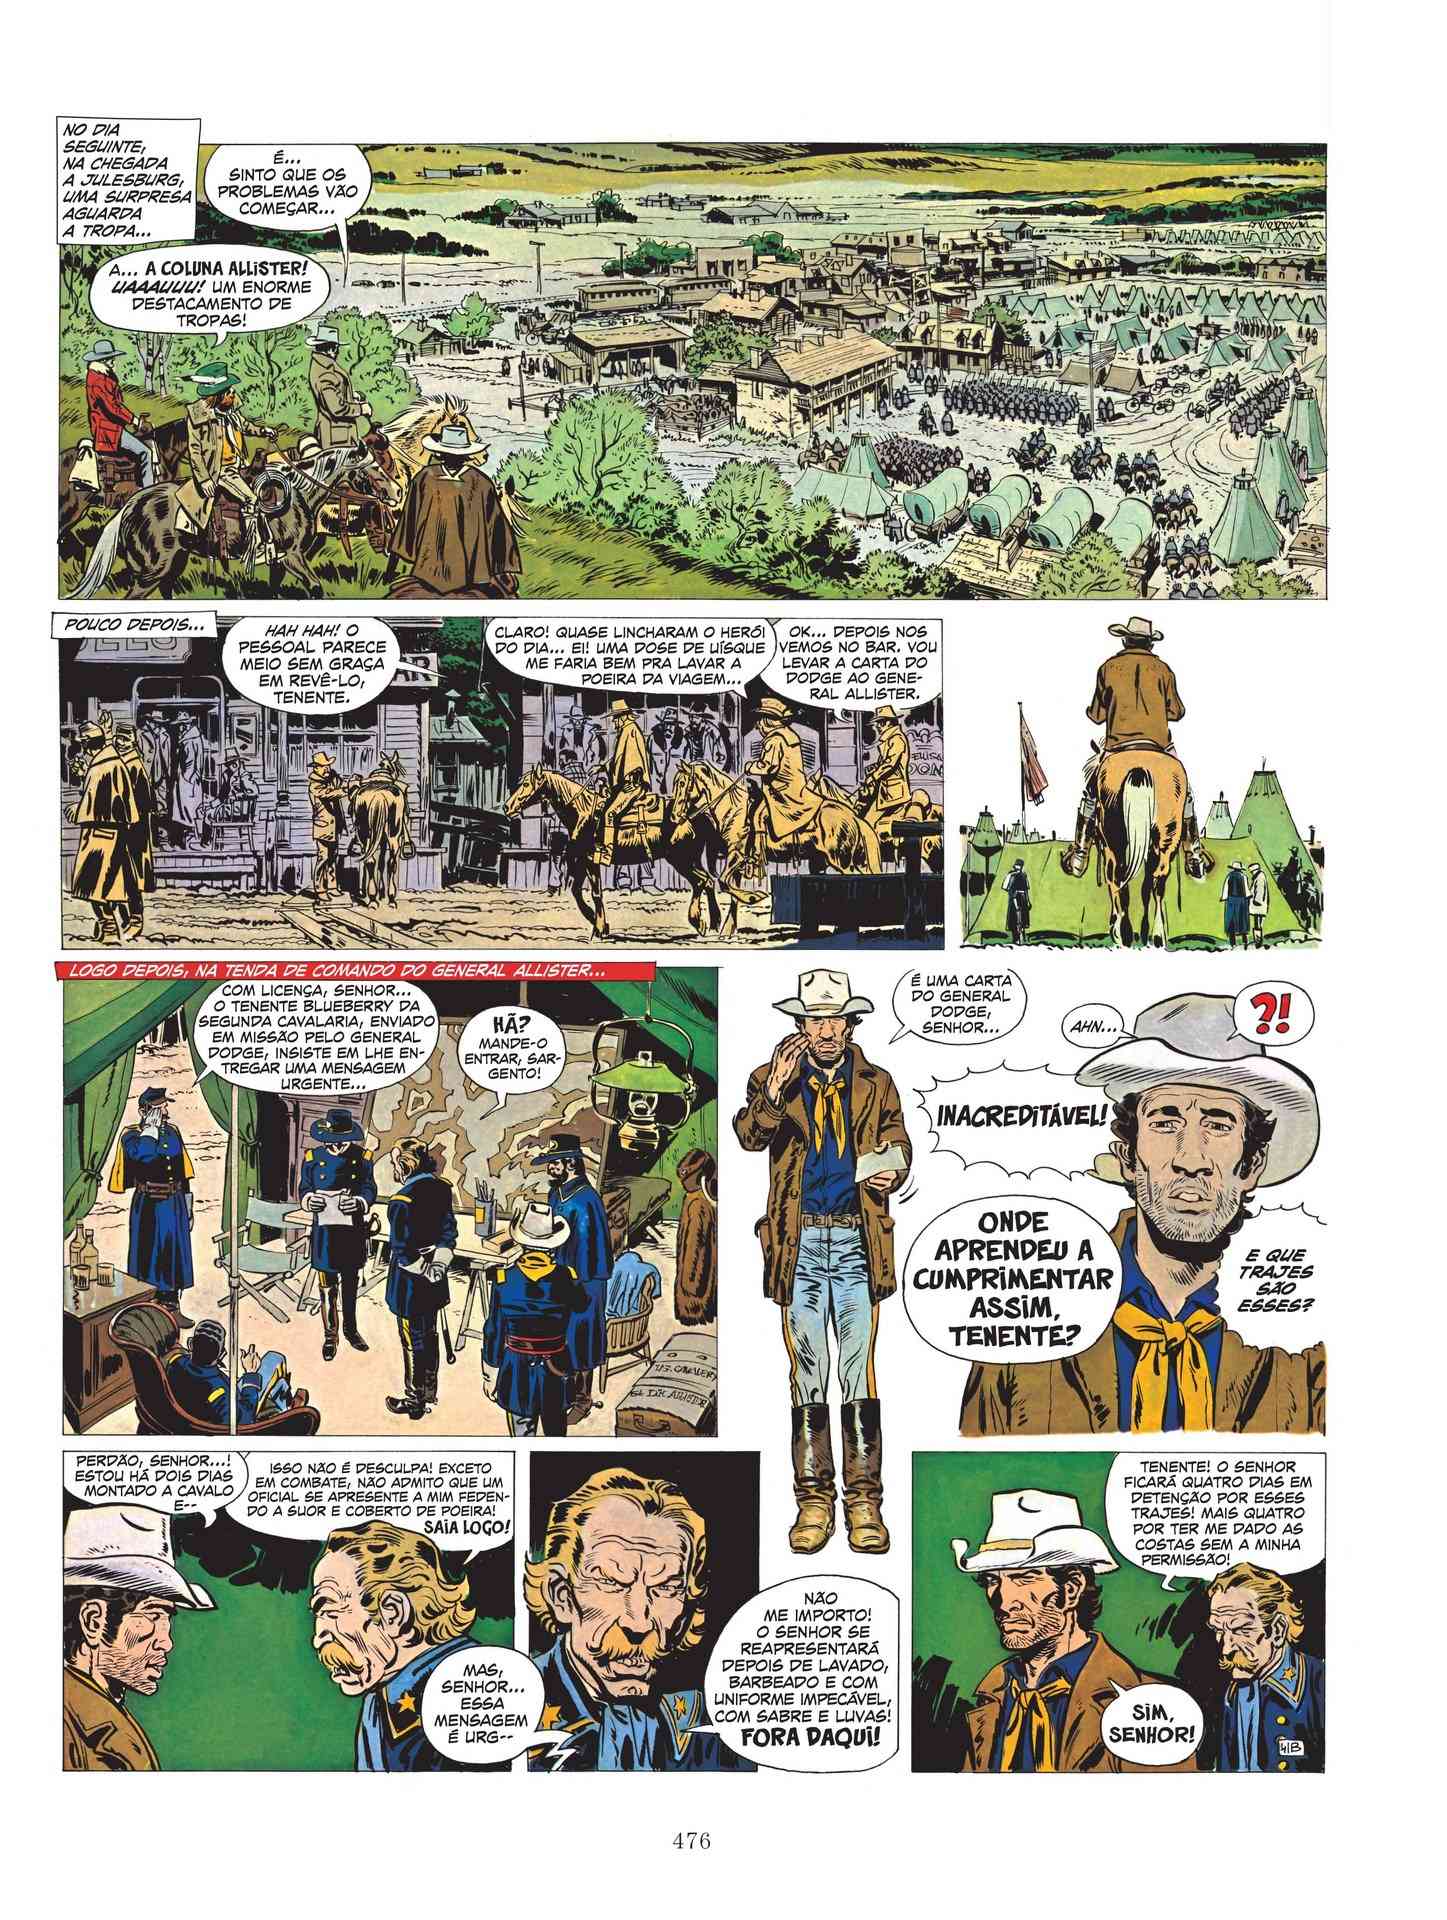 NO DIA
SEGUINTE,
NA CHEGADA
A JULESBURG,
UMA SURPRESA
AGUARDA
A TROPA...
É...
SINTO QUE OS
PROBLEMAS VÃO
COMEÇAR...
A... A COLUNA ALLISTER!
UAAAUUU! UM ENORME
DESTACAMENTO DE
TROPAS!
POUCO DEPOIS...
HAH HAH! O
PESSOAL PARECE
MEIO SEM GRAÇA
EM REVÊ-LO,
TENENTE.
CLARO! QUASE LINCHARAM O HERÓI
DO DIA... EI! UMA DOSE DE UÍSQUE
ME FARIA BEM PRA LAVAR A
POEIRA DA VIAGEM...
OK... DEPOIS NOS
VEMOS NO BAR. VOU
LEVAR A CARTA DO
DODGE AO GENE-
RAL ALLISTER.
LOGO DEPOIS, NA TENDA DE COMANDO DO GENERAL ALLISTER...
COM LICENÇA, SENHOR...
O TENENTE BLUEBERRY DA
SEGUNDA CAVALARIA, ENVIADO
EM MISSÃO PELO GENERAL
DODGE, INSISTE EM LHE EN-
TREGAR UMA MENSAGEM
URGENTE...
HÃ?
MANDE-O
ENTRAR, SAR-
GENTO!
U.S. CAVALERY
É UMA CARTA
DO GENERAL
DODGE,
SENHOR...
AHN...
?!
INACREDITÁVEL!
ONDE
APRENDEU A
CUMPRIMENTAR
ASSIM,
TENENTE?
E QUE
TRAJES
SÃO
ESSES?
PERDÃO, SENHOR...!
ESTOU HÁ DOIS DIAS
MONTADO A CAVALO
E--
ISSO NÃO É DESCULPA! EXCETO
EM COMBATE, NÃO ADMITO QUE UM
OFICIAL SE APRESENTE A MIM FEDEN-
DO A SUOR E COBERTO DE POEIRA!
SAIA LOGO!
MAS,
SENHOR...
ESSA
MENSAGEM
É URG--
NÃO
ME IMPORTO!
O SENHOR SE
REAPRESENTARÁ
DEPOIS DE LAVADO,
BARBEADO E COM
UNIFORME IMPECÁVEL,
COM SABRE E LUVAS!
FORA DAQUI!
TENENTE! O SENHOR
FICARÁ QUATRO DIAS EM
DETENÇÃO POR ESSES
TRAJES! MAIS QUATRO
POR TER ME DADO AS
COSTAS SEM A MINHA
PERMISSÃO!
SIM,
SENHOR!
41B
476